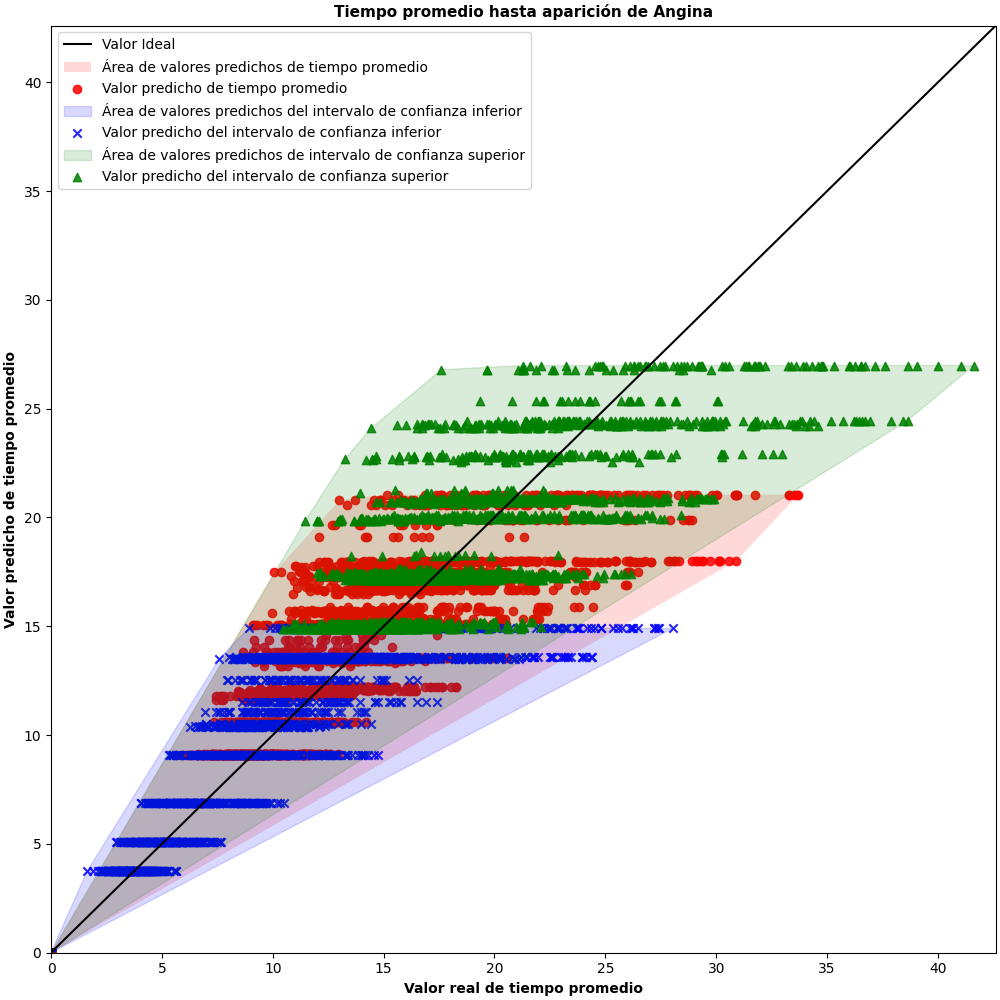 Tiempo promedio hasta aparición de Angina
Valor Ideal
Área de valores predichos de tiempo promedio
Valor predicho de tiempo promedio
Área de valores predichos del intervalo de confianza inferior
Valor predicho del intervalo de confianza inferior
Área de valores predichos de intervalo de confianza superior
Valor predicho del intervalo de confianza superior
Valor predicho de tiempo promedio
40
35
30
25
20
15
10
5
0
0 5 10 15 20 25 30 35 40
Valor real de tiempo promedio